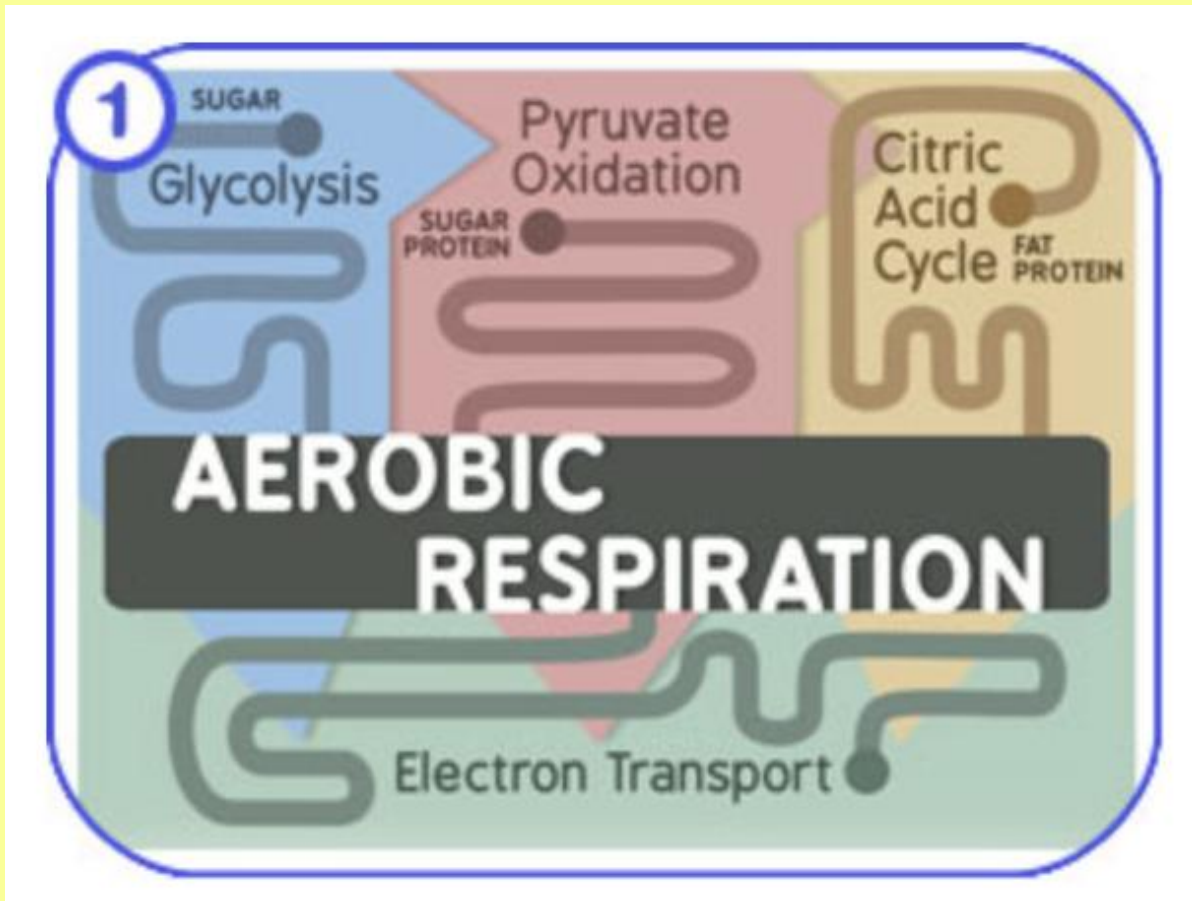 1
SUGAR
Glycolysis
Pyruvate
Oxidation
SUGAR
PROTEIN
Citric
Acid
Cycle
FAT
PROTEIN
AEROBIC
RESPIRATION
Electron Transport